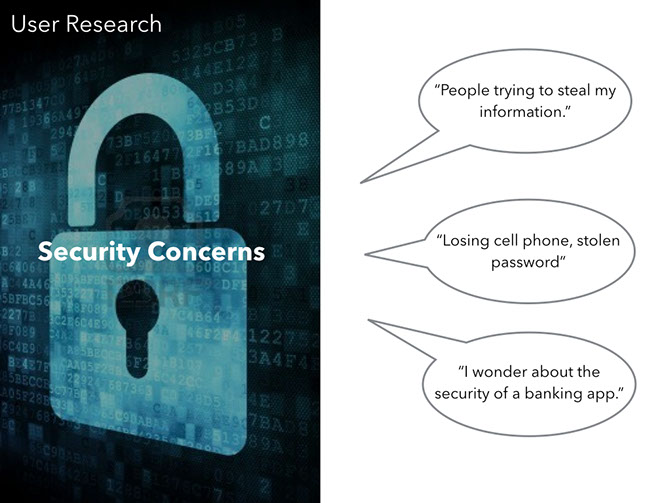 User Research
Security Concerns
“People trying to steal my
information.”
“Losing cell phone, stolen
password“
“I wonder about the
security of a banking app.”